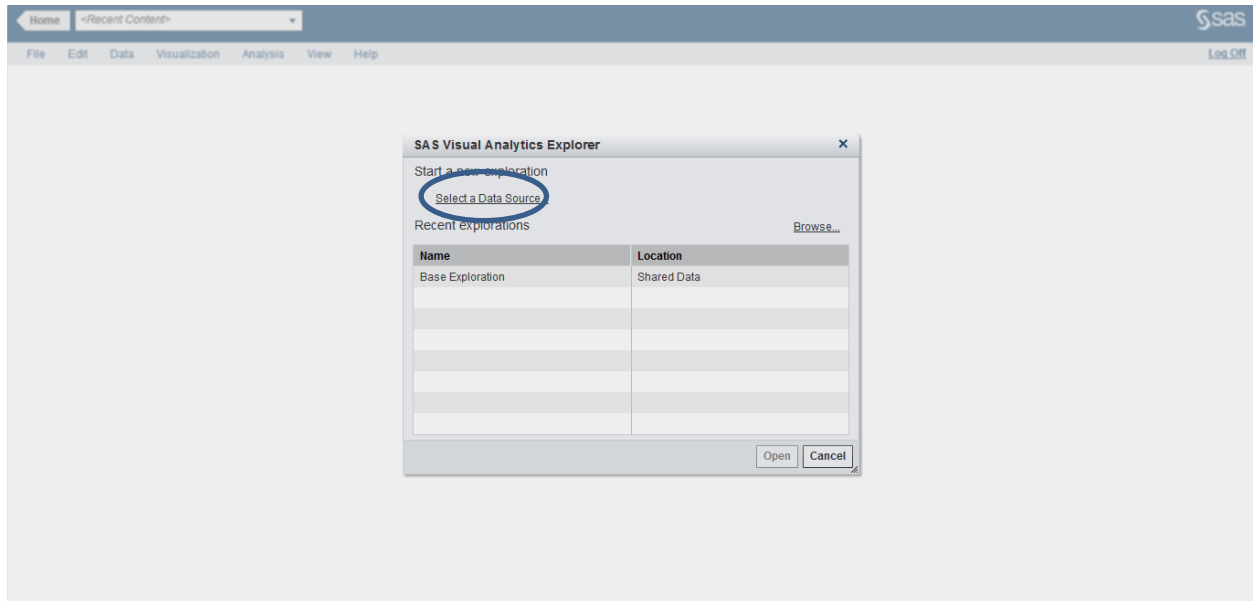 Home <Recent Content> sas
File Edit Data Visualization Analysis View Help Log Off
SAS Visual Analytics Explorer
Start a new exploration
Select a Data Source...
Recent explorations Browse...
Name Location
Base Exploration Shared Data
Open Cancel